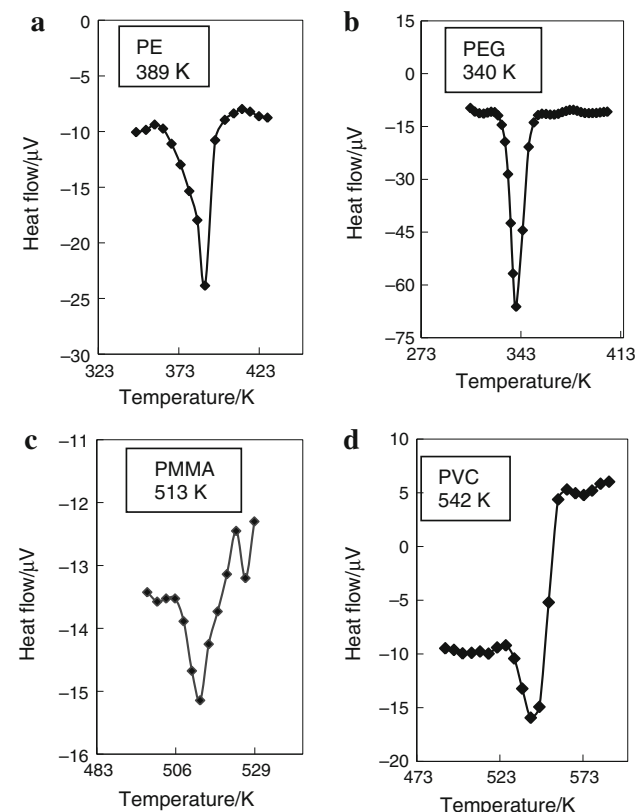 a
PE
389 K
0
−5
−10
−15
−20
−25
−30
323
373
423
Heat flow/μV
Temperature/K
b
PEG
340 K
15
0
−15
−30
−45
−60
−75
273
343
413
Heat flow/μV
Temperature/K
c
PMMA
513 K
−11
−12
−13
−14
−15
−16
483
506
529
Heat flow/μV
Temperature/K
d
PVC
542 K
10
5
0
−5
−10
−15
−20
473
523
573
Heat flow/μV
Temperature/K